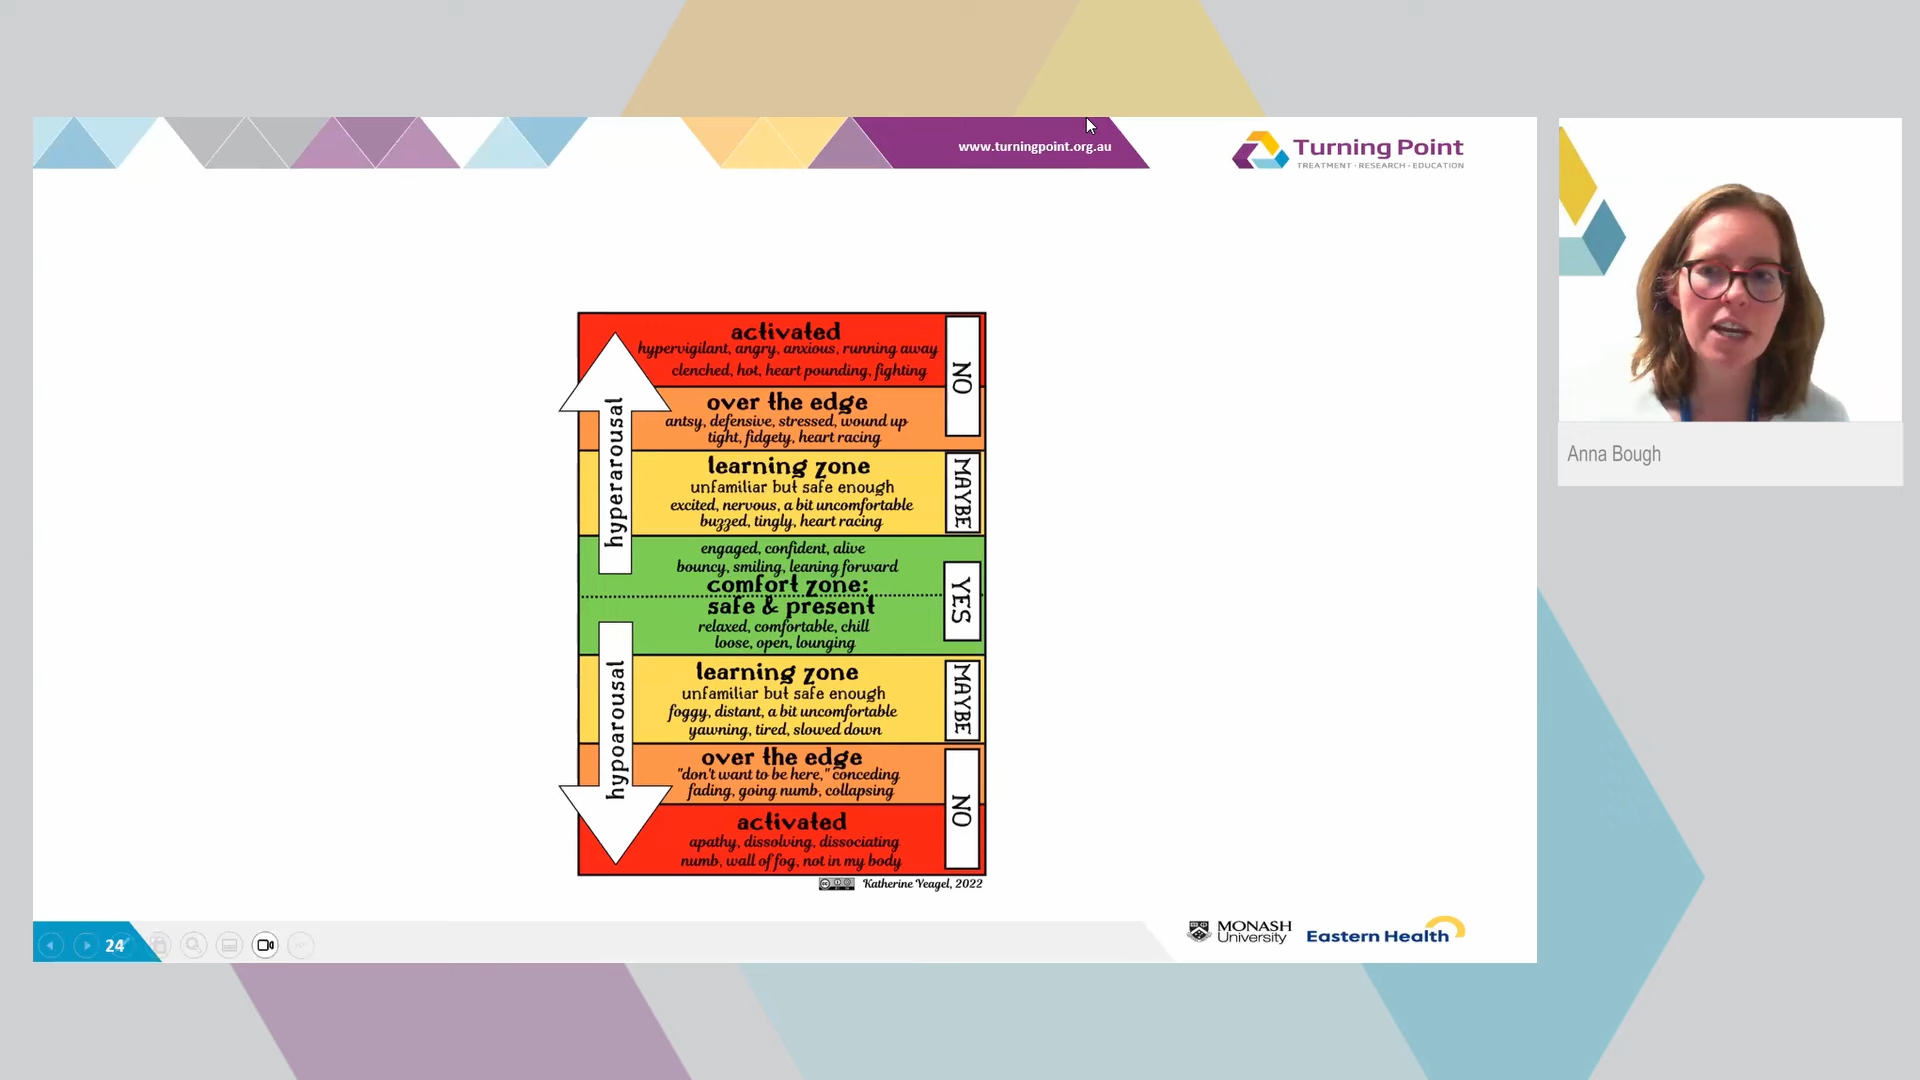 www.turningpoint.org.au
Turning Point
TREATMENT • RESEARCH • EDUCATION
activated
hypervigilant, angry, anxious, running away
clenched, hot, heart pounding, fighting
NO
over the edge
antsy, defensive, stressed, wound up
tight, fidgety, heart racing
hyperarousal
learning zone
unfamiliar but safe enough
excited, nervous, a bit uncomfortable
buzzed, tingly, heart racing
MAYBE
engaged, confident, alive
bouncy, smiling, leaning forward
comfort zone:
safe & present
relaxed, comfortable, chill
loose, open, lounging
YES
learning zone
unfamiliar but safe enough
foggy, distant, a bit uncomfortable
yawning, tired, slowed down
MAYBE
hypoarousal
over the edge
"don't want to be here," conceding
fading, going numb, collapsing
NO
activated
apathy, dissolving, dissociating
numb, wall of fog, not in my body
Katherine Yeagel, 2022
24
MONASH
University
Eastern Health
Anna Bough